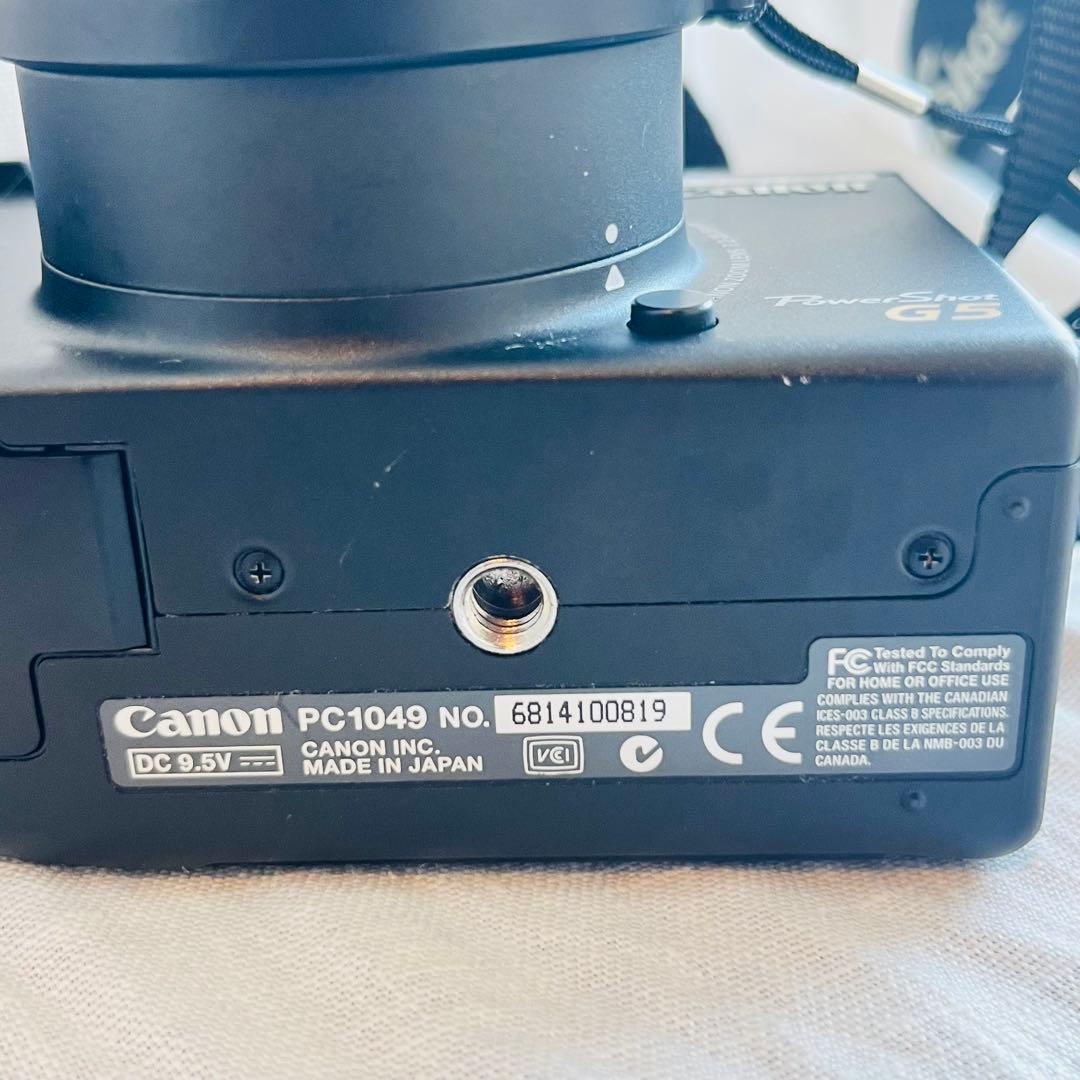 Shot
Canon
PowerShot
G5
Canon PC1049 NO. 6814100819
DC 9.5V
CANON INC.
MADE IN JAPAN
VCI
CE
FC Tested To Comply
With FCC Standards
FOR HOME OR OFFICE USE
COMPLIES WITH THE CANADIAN
ICES-003 CLASS B SPECIFICATIONS.
RESPECTE LES EXIGENCES DE LA
CLASSE B DE LA NMB-003 DU
CANADA.